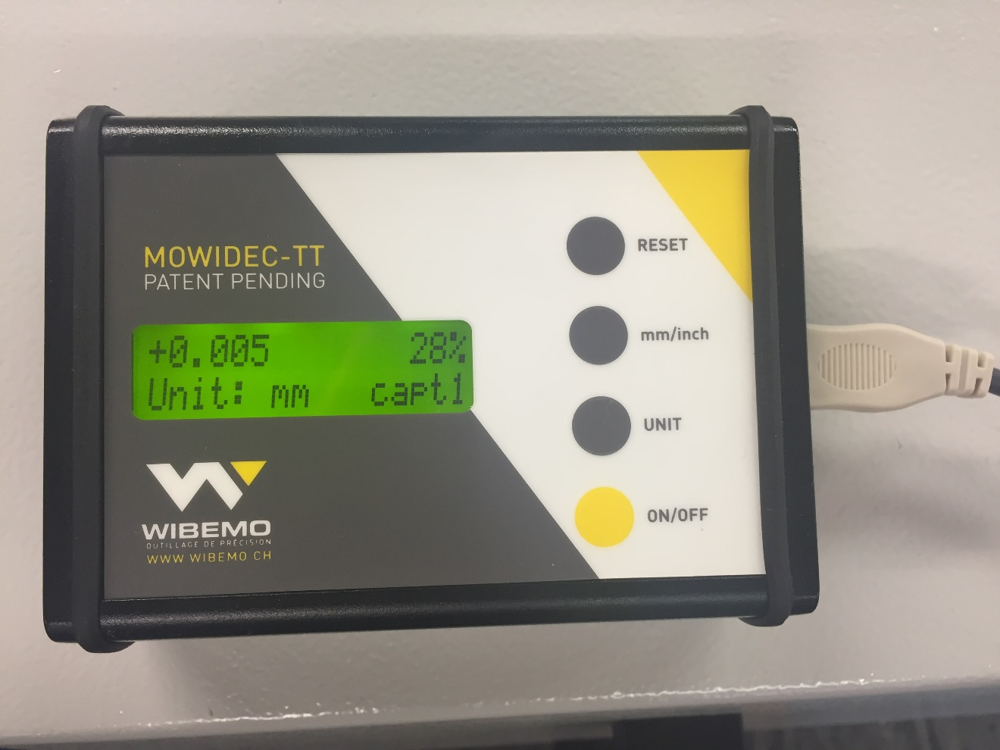 MOWIDEC-TT
PATENT PENDING
+0.005 28%
Unit: mm capt1
WIBEMO
OUTILLAGE DE PRÉCISION
WWW WIBEMO CH
RESET
mm/inch
UNIT
ON/OFF